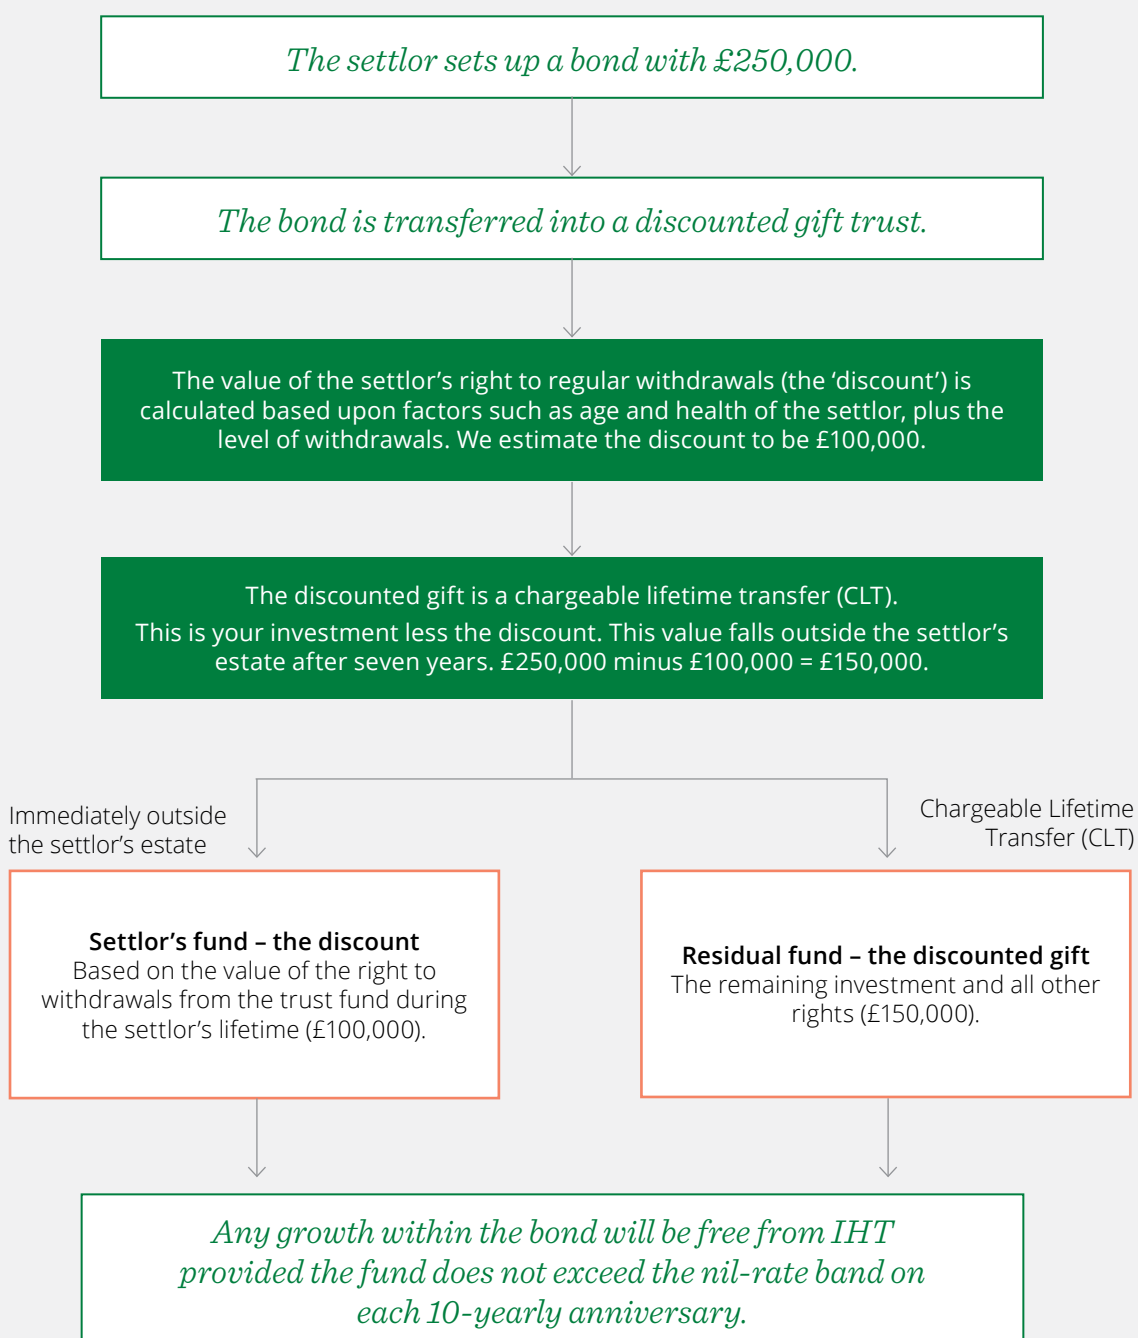 The settlor sets up a bond with £250,000.
The bond is transferred into a discounted gift trust.
The value of the settlor’s right to regular withdrawals (the ‘discount’) is
calculated based upon factors such as age and health of the settlor, plus the
level of withdrawals. We estimate the discount to be £100,000.
The discounted gift is a chargeable lifetime transfer (CLT).
This is your investment less the discount. This value falls outside the settlor’s
estate after seven years. £250,000 minus £100,000 = £150,000.
Immediately outside
the settlor’s estate
Chargeable Lifetime
Transfer (CLT)
Settlor’s fund – the discount
Based on the value of the right to
withdrawals from the trust fund during
the settlor’s lifetime (£100,000).
Residual fund – the discounted gift
The remaining investment and all other
rights (£150,000).
Any growth within the bond will be free from IHT
provided the fund does not exceed the nil-rate band on
each 10-yearly anniversary.